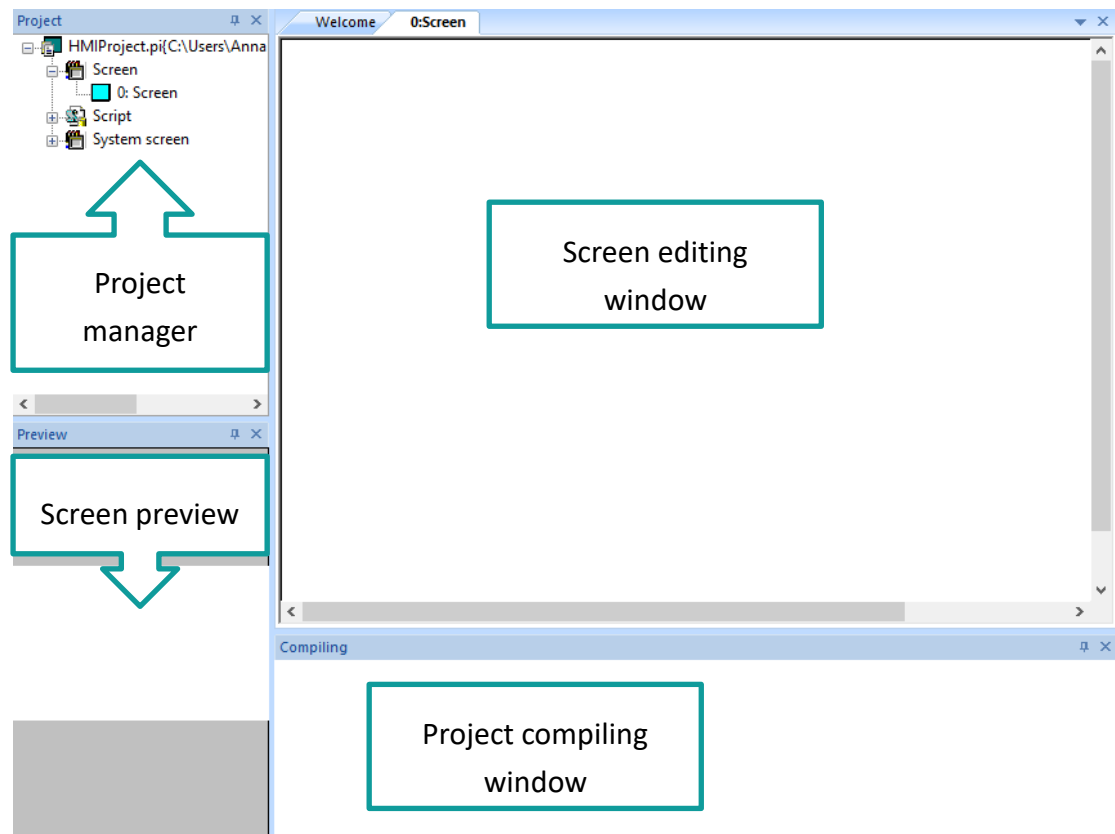 Project
HMIProject.pi{C:\Users\Anna
Screen
0: Screen
Script
System screen
Project
manager
Preview
Screen preview
Welcome
0:Screen
Screen editing
window
Compiling
Project compiling
window